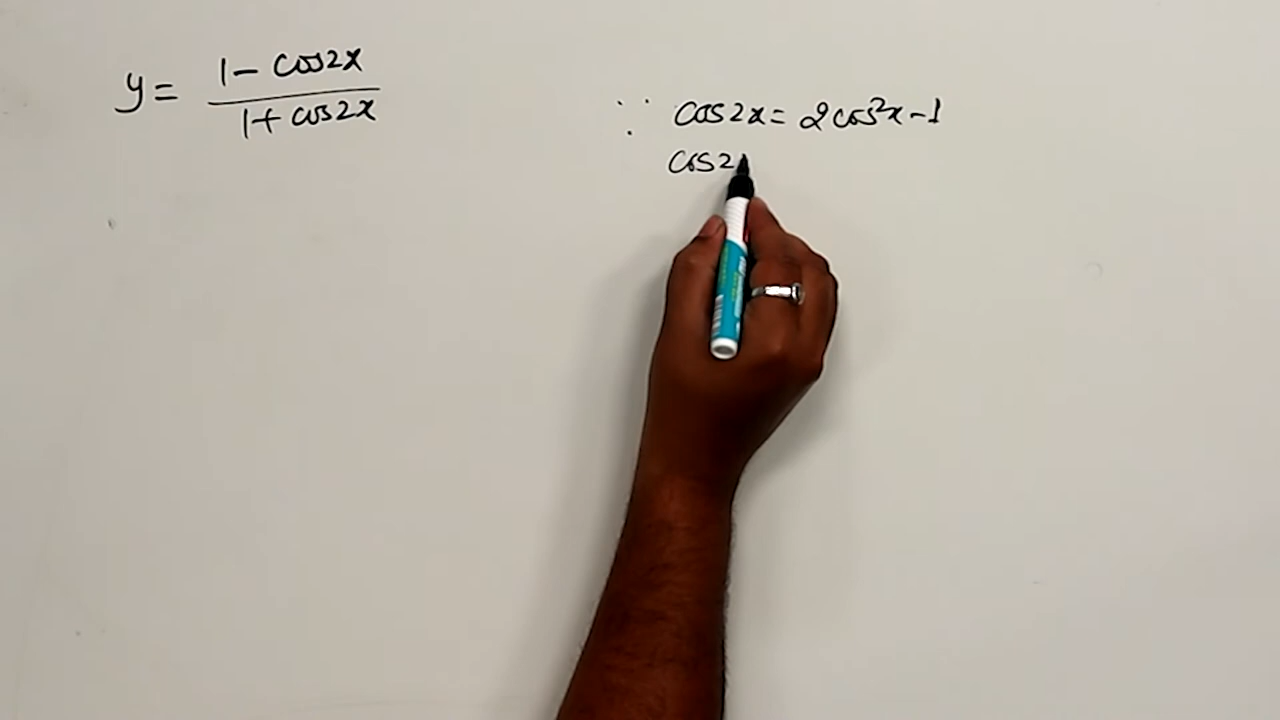 y = 1 - cos2x / 1 + cos2x
∵ cos2x = 2cos²x - 1
cos2